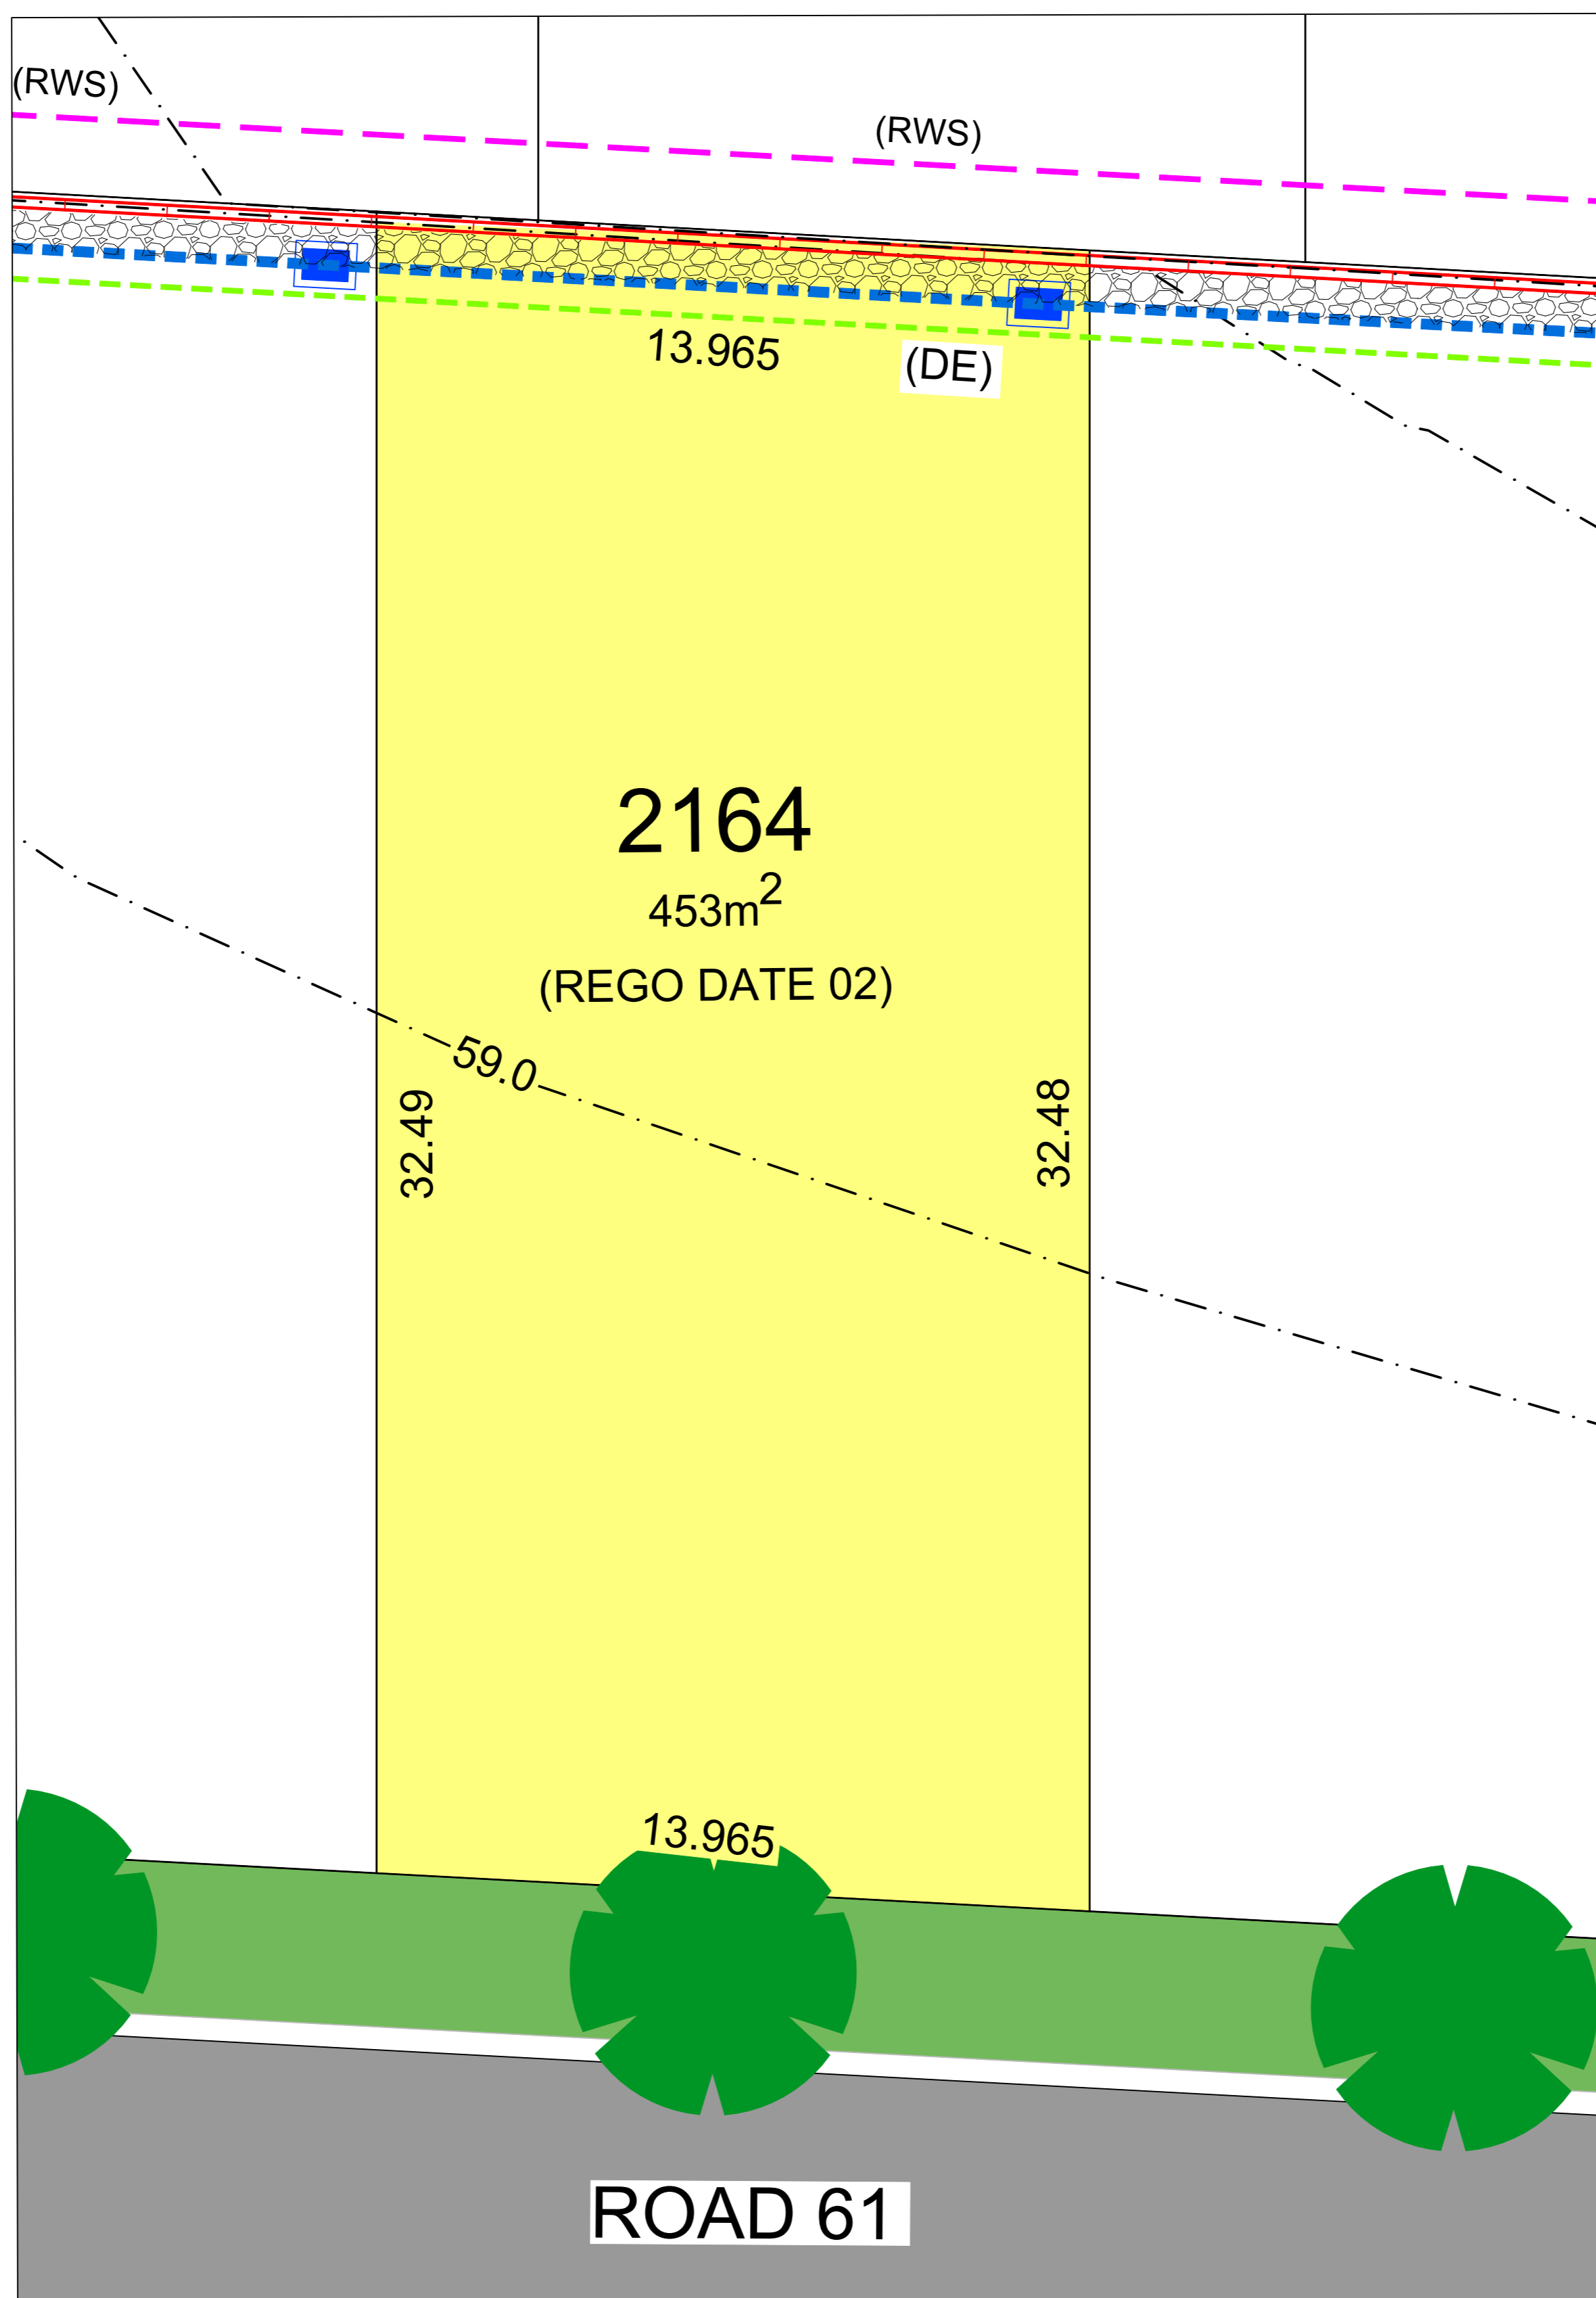 (RWS)
(RWS)
13.965
(DE)
2164
453m²
(REGO DATE 02)
59.0
32.49
32.48
13.965
ROAD 61